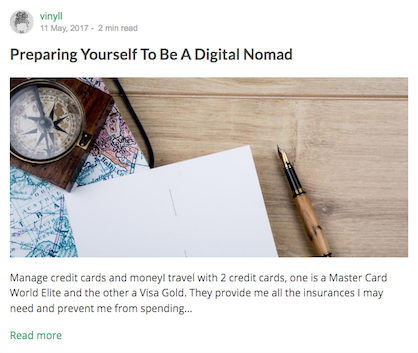 vinyll
11 May, 2017 - 2 min read
Preparing Yourself To Be A Digital Nomad
Manage credit cards and moneyI travel with 2 credit cards, one is a Master Card
World Elite and the other a Visa Gold. They provide me all the insurances I may
need and prevent me from spending...
Read more